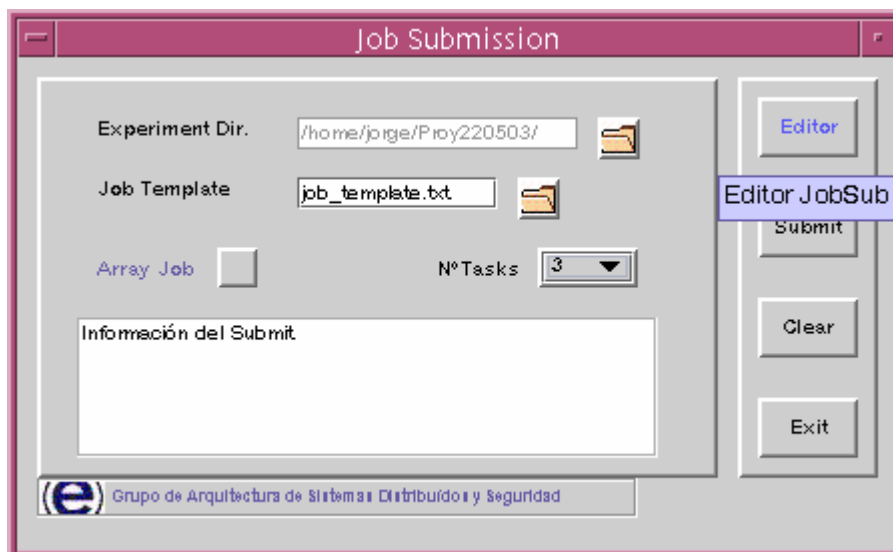 Job Submission
Experiment Dir.
/home/jorge/Proy220503/
Editor
Job Template
job_template.txt
Editor JobSub
Submit
Array Job
NºTasks
3
Información del Submit
Clear
Exit
(e) Grupo de Arquitectura de Sistemas Distribuídos y Seguridad